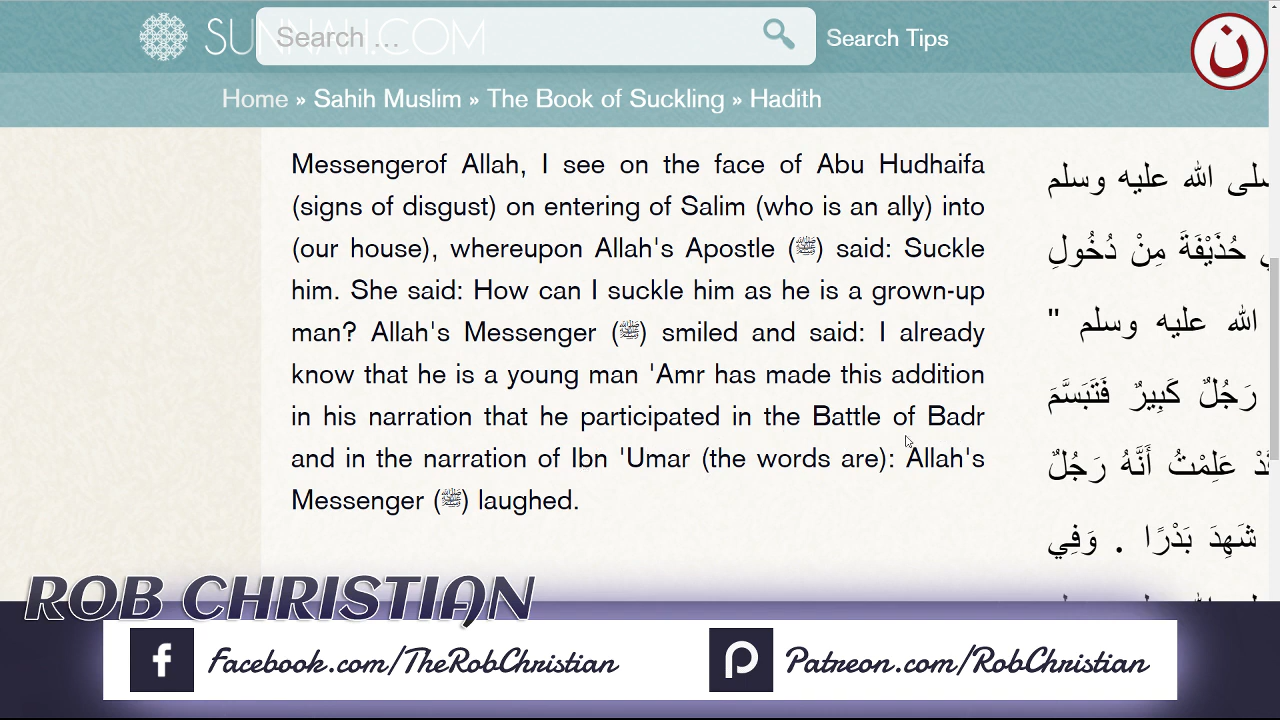 SUNNAH.COM
Search ...
Search Tips
ن
Home » Sahih Muslim » The Book of Suckling » Hadith
Messengerof Allah, I see on the face of Abu Hudhaifa
(signs of disgust) on entering of Salim (who is an ally) into
(our house), whereupon Allah's Apostle (ﷺ) said: Suckle
him. She said: How can I suckle him as he is a grown-up
man? Allah's Messenger (ﷺ) smiled and said: I already
know that he is a young man 'Amr has made this addition
in his narration that he participated in the Battle of Badr
and in the narration of Ibn 'Umar (the words are): Allah's
Messenger (ﷺ) laughed.
الله عليه وسلم
حُذَيْفَةَ مِنْ دُخُولِ
الله عليه وسلم "
رَجُلٌ كَبِيرٌ فَتَبَسَّمَ
عَلِمْتُ أَنَّهُ رَجُلٌ
شَهِدَ بَدْرًا . وَفِي
ROB CHRISTIAN
f Facebook.com/TheRobChristian
Patreon.com/RobChristian